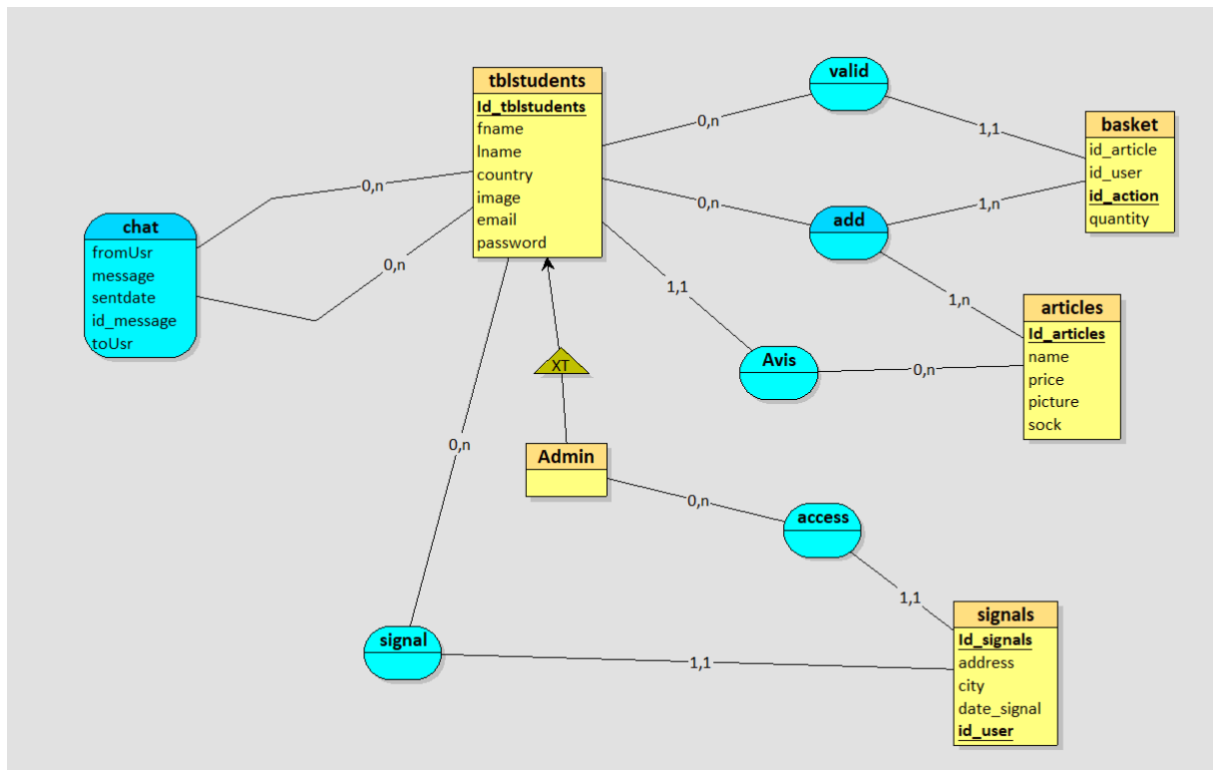 tblstudents
Id_tblstudents
fname
lname
country
image
email
password
valid
basket
id_article
id_user
id_action
quantity
0,n
1,1
0,n
add
1,n
chat
fromUsr
message
sentdate
id_message
toUsr
0,n
0,n
1,1
1,n
articles
Id_articles
name
price
picture
sock
Avis
0,n
XT
0,n
Admin
0,n
access
1,1
signals
Id_signals
address
city
date_signal
id_user
signal
1,1